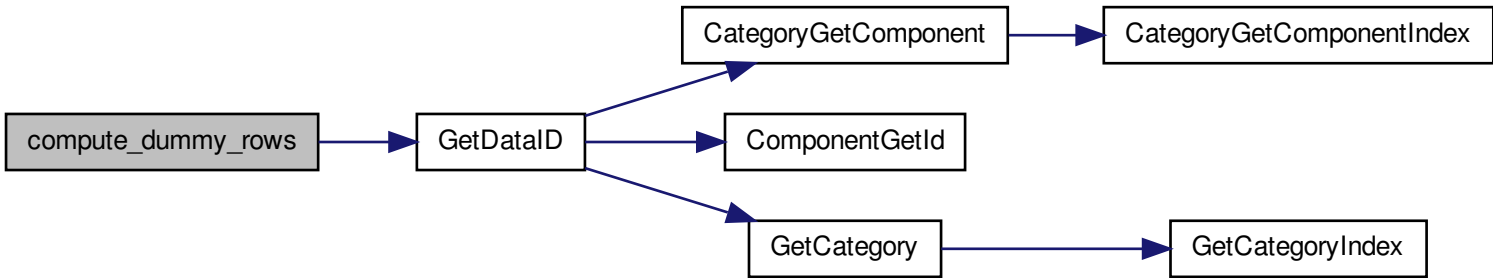 CategoryGetComponent
CategoryGetComponentIndex
compute_dummy_rows
GetDataID
ComponentGetId
GetCategory
GetCategoryIndex